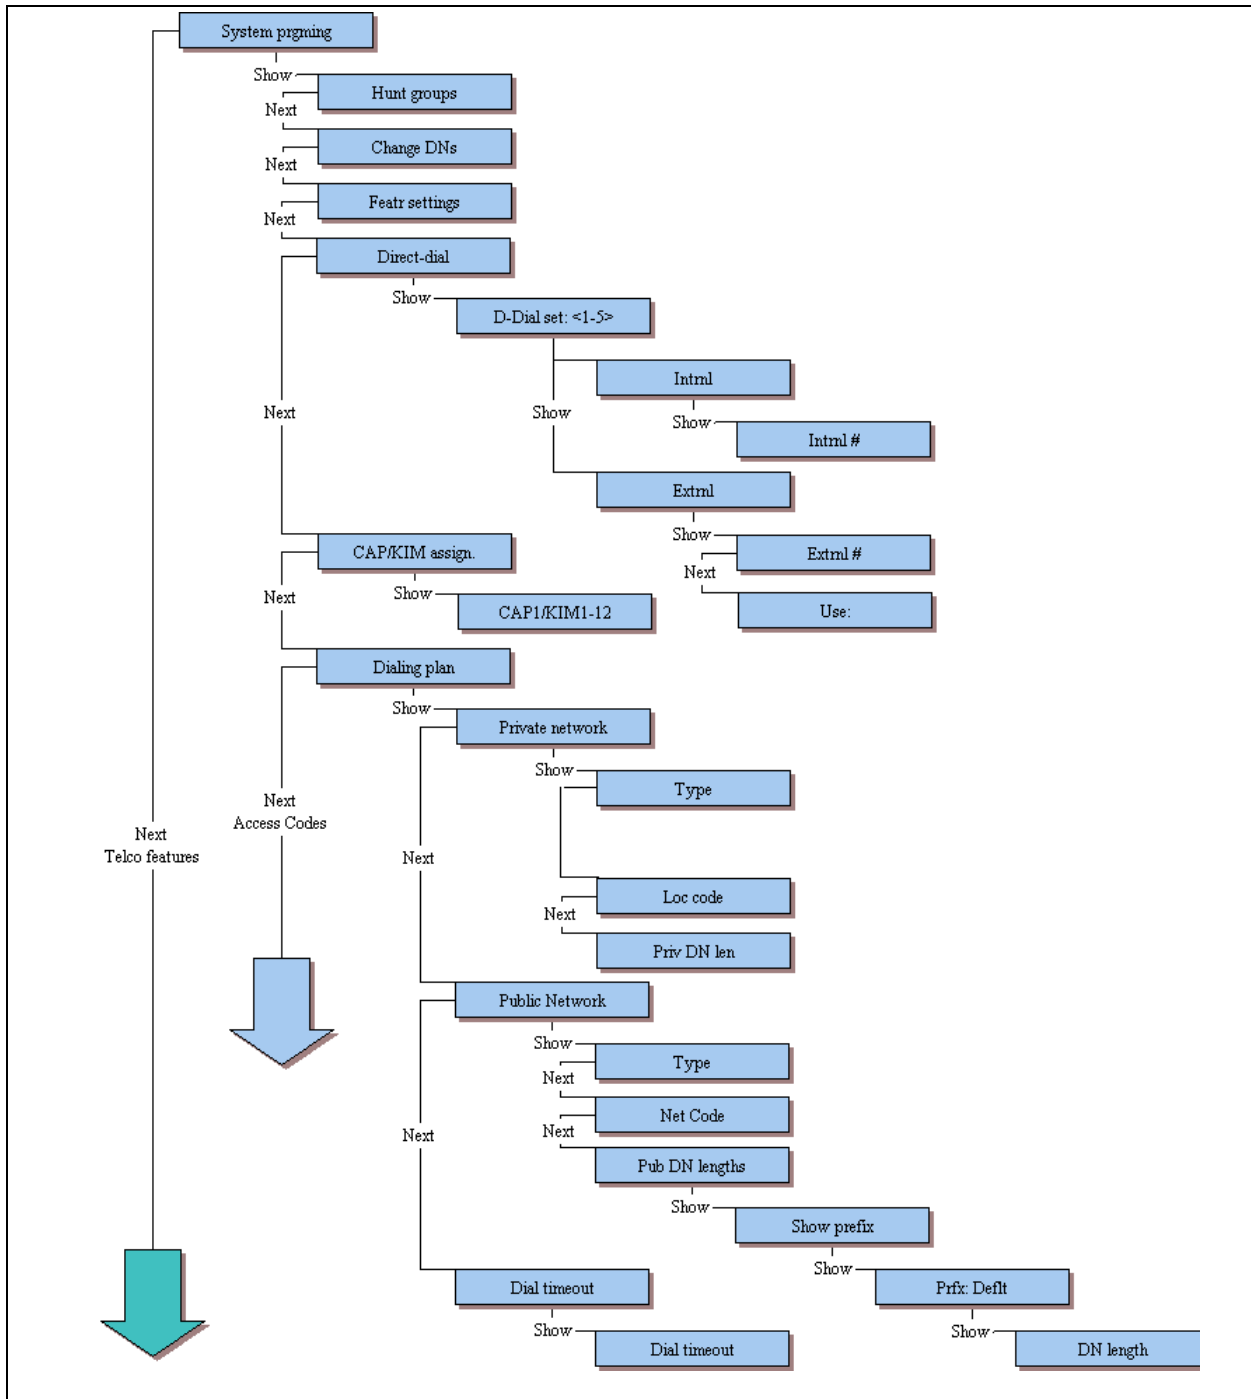 System prgming
Show
Hunt groups
Next
Change DNs
Next
Featr settings
Next
Direct-dial
Show
D-Dial set: <1-5>
Intrnl
Next
Show
Show
Intrnl #
Extrnl
Show
CAP/KIM assign.
Extrnl #
Next
Next
Show
CAP1/KIM1-12
Use:
Dialing plan
Show
Private network
Show
Type
Next
Access Codes
Next
Telco features
Next
Loc code
Next
Priv DN len
Public Network
Show
Type
Next
Net Code
Next
Next
Pub DN lengths
Show
Show prefix
Show
Dial timeout
Prfx: Deflt
Show
Show
Dial timeout
DN length